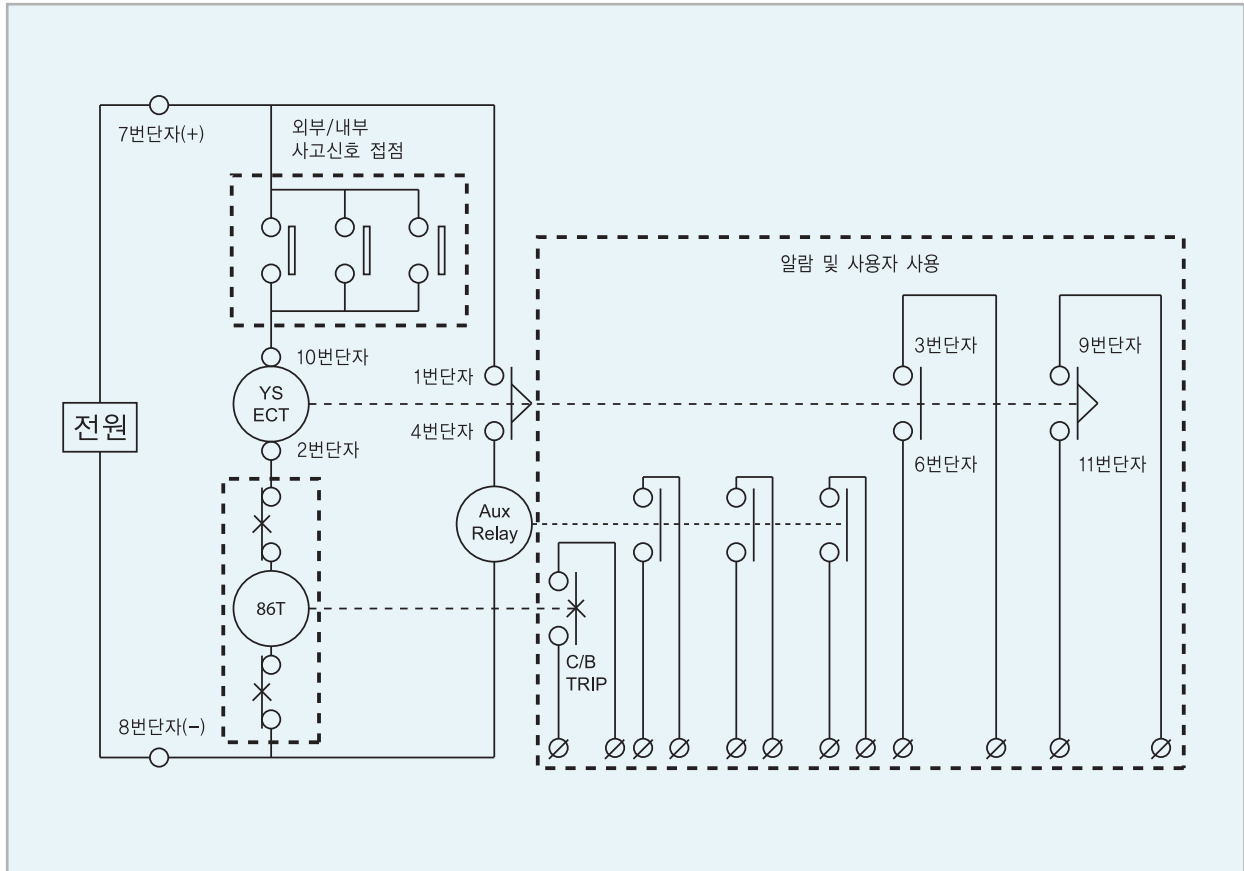 7번단자(+)
외부/내부
사고신호 접점
알람 및 사용자 사용
10번단자
YS
ECT
2번단자
1번단자
4번단자
3번단자
6번단자
9번단자
11번단자
전원
Aux
Relay
86T
C/B
TRIP
8번단자(−)